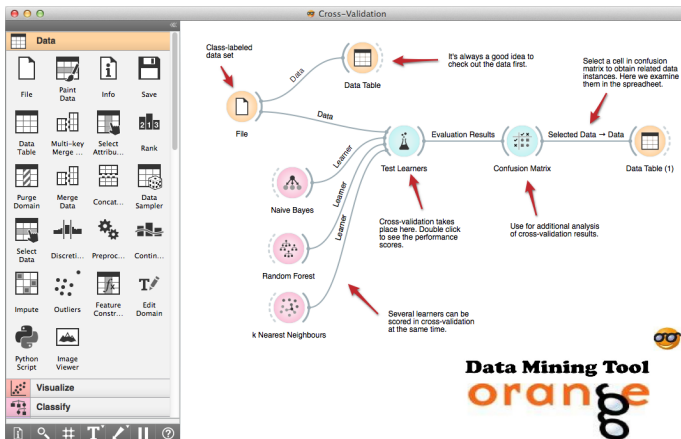 Cross-Validation
Data
File
Paint
Data
Info
Save
Data
Table
Multi-key
Merge ...
Select
Attribu...
Rank
Purge
Domain
Merge
Data
Concat...
Data
Sampler
Select
Data
Discreti...
Preproc...
Contin...
Impute
Outliers
Feature
Constr...
Edit
Domain
Python
Script
Image
Viewer
Visualize
Classify
Class-labeled
data set
Data
Data Table
It's always a good idea to
check out the data first.
Select a cell in confusion
matrix to obtain related data
instances. Here we examine
them in the spreadheet.
File
Data
Evaluation Results
Selected Data → Data
Test Learners
Confusion Matrix
Data Table (1)
Learner
Learner
Learner
Naive Bayes
Cross-validation takes
place here. Double click
to see the performance
scores.
Use for additional analysis
of cross-validation results.
Random Forest
Several learners can be
scored in cross-validation
at the same time.
k Nearest Neighbours
Data Mining Tool
orange